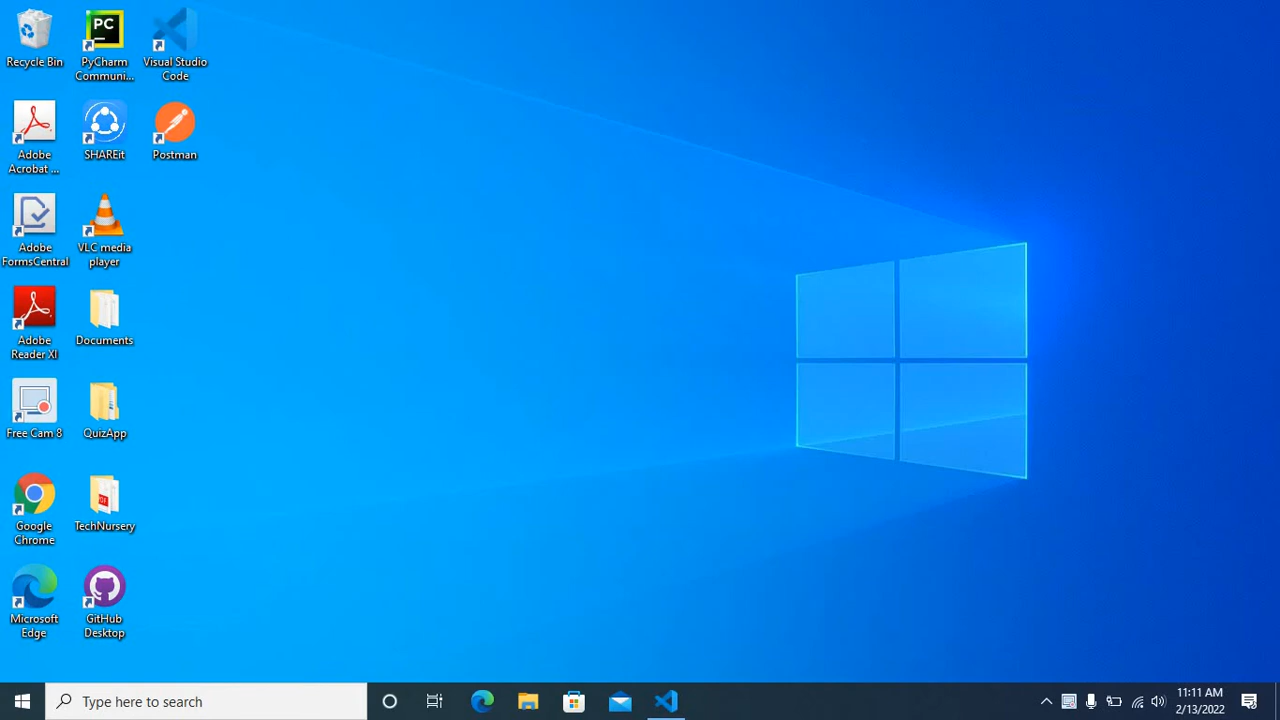 Recycle Bin
PC
PyCharm
Communi...
Visual Studio
Code
Adobe
Acrobat ...
SHAREit
Postman
Adobe
FormsCentral
VLC media
player
Adobe
Reader XI
Documents
Free Cam 8
QuizApp
Google
Chrome
TechNursery
Microsoft
Edge
GitHub
Desktop
Type here to search
11:11 AM
2/13/2022